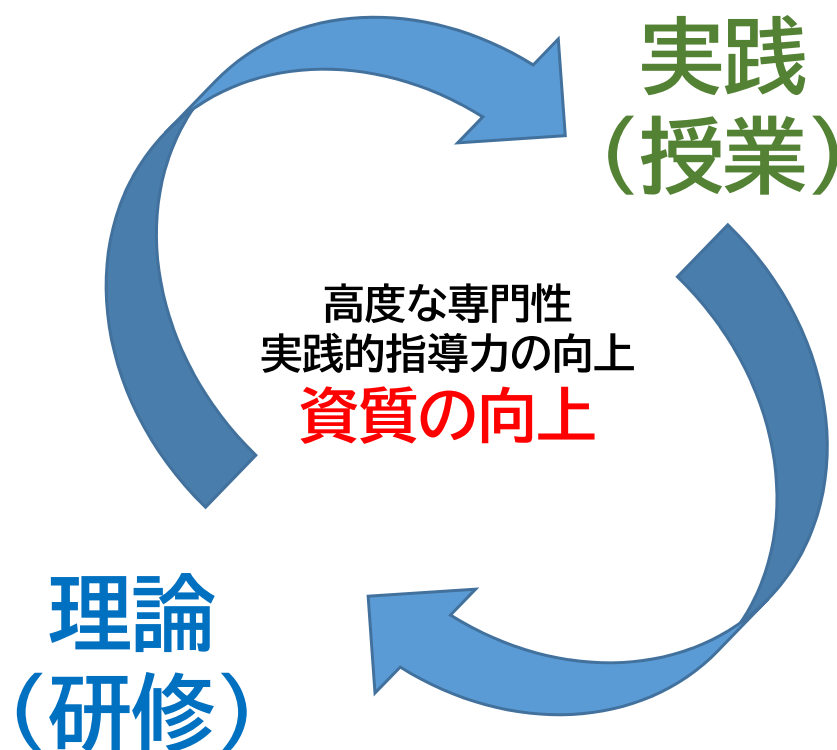 実践
（授業）
高度な専門性
実践的指導力の向上
資質の向上
理論
（研修）